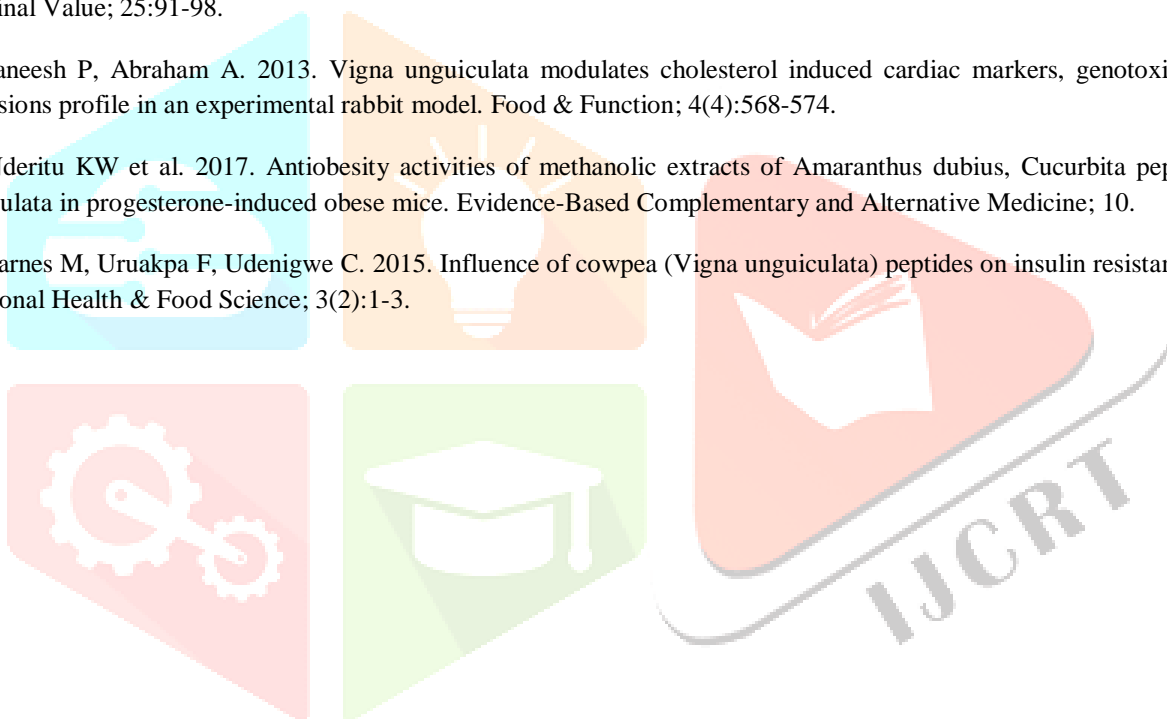 inal Value; 25:91-98.
aneesh P, Abraham A. 2013. Vigna unguiculata modulates cholesterol induced cardiac markers, genotoxi
sions profile in an experimental rabbit model. Food & Function; 4(4):568-574.
deritu KW et al. 2017. Antiobesity activities of methanolic extracts of Amaranthus dubius, Cucurbita pep
ulata in progesterone-induced obese mice. Evidence-Based Complementary and Alternative Medicine; 10.
arnes M, Uruakpa F, Udenigwe C. 2015. Influence of cowpea (Vigna unguiculata) peptides on insulin resistan
onal Health & Food Science; 3(2):1-3.
IJCRT